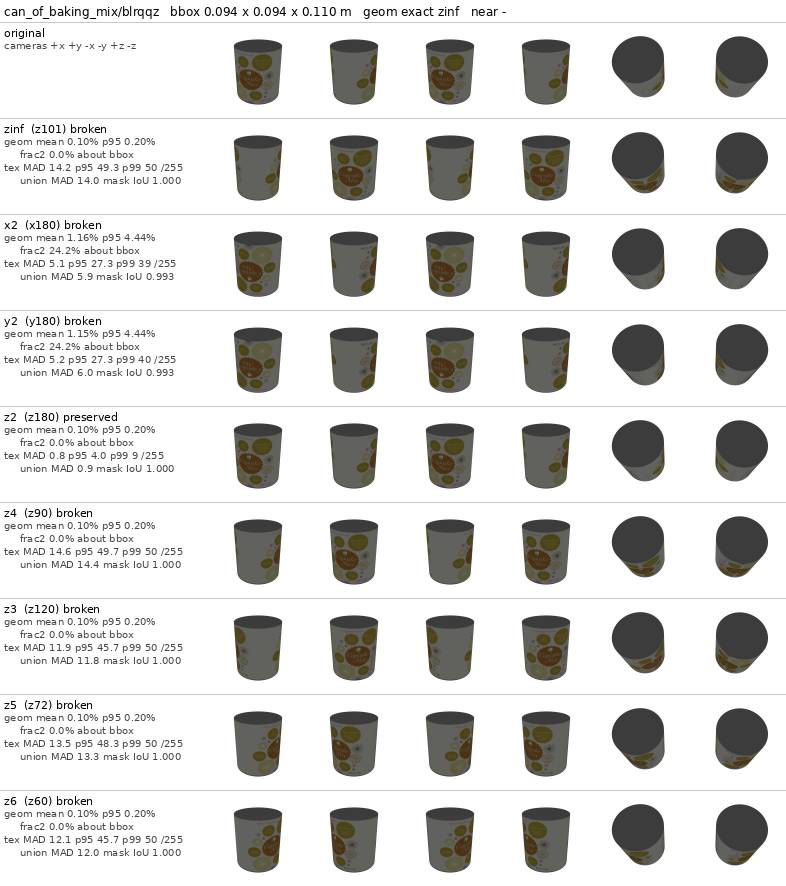 can_of_baking_mix/blrqqz bbox 0.094 x 0.094 x 0.110 m geom exact zinf near -
original
cameras +x +y -x -y +z -z
zinf (z101) broken
geom mean 0.10% p95 0.20%
frac2 0.0% about bbox
tex MAD 14.2 p95 49.3 p99 50 /255
union MAD 14.0 mask IoU 1.000
x2 (x180) broken
geom mean 1.16% p95 4.44%
frac2 24.2% about bbox
tex MAD 5.1 p95 27.3 p99 39 /255
union MAD 5.9 mask IoU 0.993
y2 (y180) broken
geom mean 1.15% p95 4.44%
frac2 24.2% about bbox
tex MAD 5.2 p95 27.3 p99 40 /255
union MAD 6.0 mask IoU 0.993
z2 (z180) preserved
geom mean 0.10% p95 0.20%
frac2 0.0% about bbox
tex MAD 0.8 p95 4.0 p99 9 /255
union MAD 0.9 mask IoU 1.000
z4 (z90) broken
geom mean 0.10% p95 0.20%
frac2 0.0% about bbox
tex MAD 14.6 p95 49.7 p99 50 /255
union MAD 14.4 mask IoU 1.000
z3 (z120) broken
geom mean 0.10% p95 0.20%
frac2 0.0% about bbox
tex MAD 11.9 p95 45.7 p99 50 /255
union MAD 11.8 mask IoU 1.000
z5 (z72) broken
geom mean 0.10% p95 0.20%
frac2 0.0% about bbox
tex MAD 13.5 p95 48.3 p99 50 /255
union MAD 13.3 mask IoU 1.000
z6 (z60) broken
geom mean 0.10% p95 0.20%
frac2 0.0% about bbox
tex MAD 12.1 p95 45.7 p99 50 /255
union MAD 12.0 mask IoU 1.000